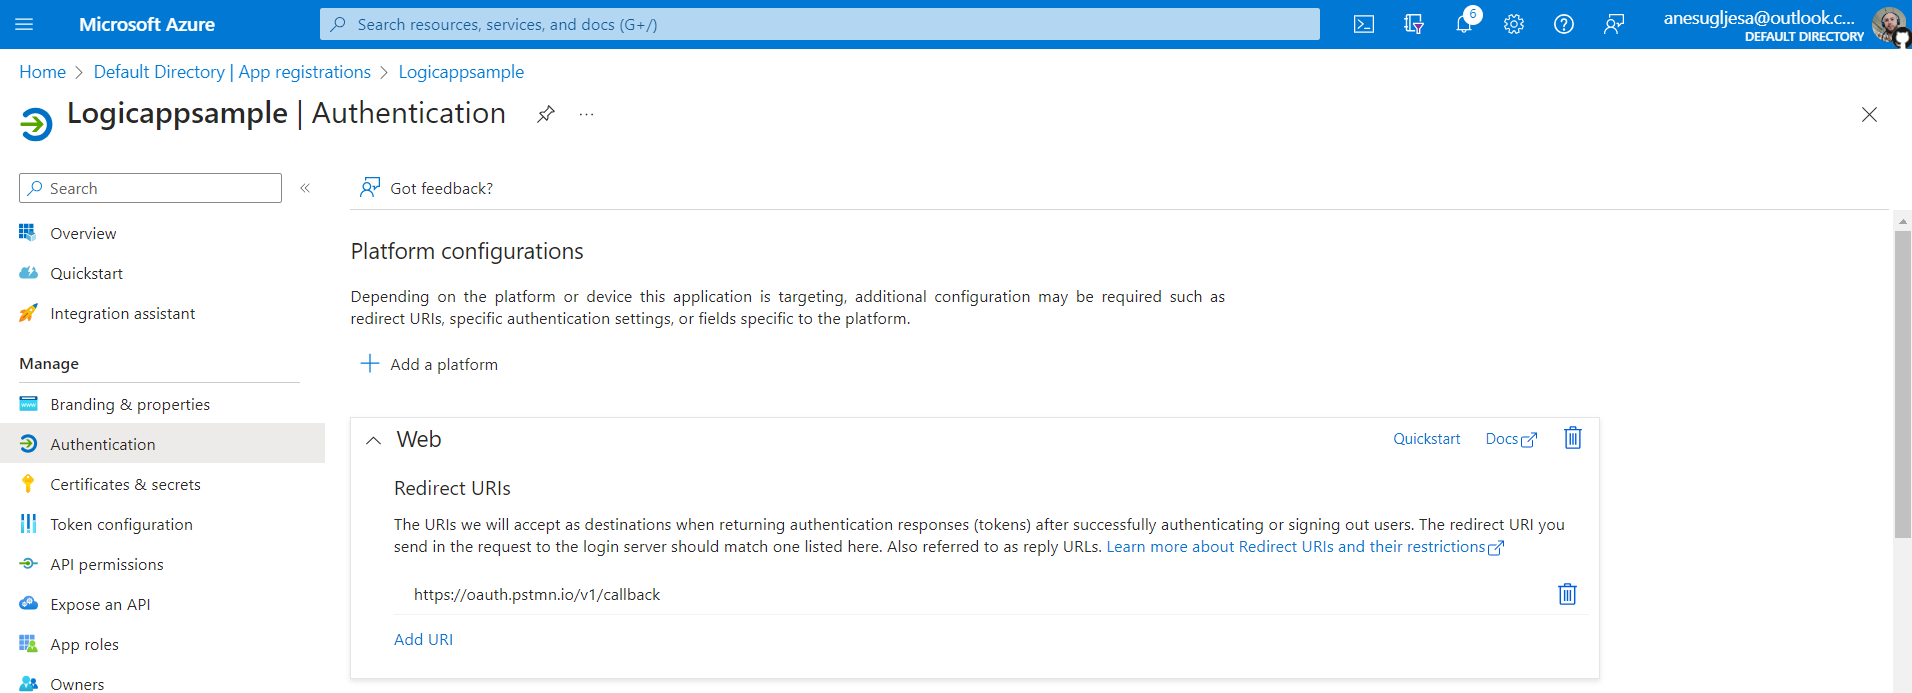 Microsoft Azure
Search resources, services, and docs (G+/)
6
anesugljesa@outlook.c...
DEFAULT DIRECTORY
Home > Default Directory | App registrations > Logicappsample
Logicappsample | Authentication
...
Search
«
Got feedback?
Overview
Quickstart
Integration assistant
Manage
Branding & properties
Authentication
Certificates & secrets
Token configuration
API permissions
Expose an API
App roles
Owners
Platform configurations
Depending on the platform or device this application is targeting, additional configuration may be required such as
redirect URIs, specific authentication settings, or fields specific to the platform.
Add a platform
Web
Quickstart
Docs
Redirect URIs
The URIs we will accept as destinations when returning authentication responses (tokens) after successfully authenticating or signing out users. The redirect URI you
send in the request to the login server should match one listed here. Also referred to as reply URLs. Learn more about Redirect URIs and their restrictions
https://oauth.pstmn.io/v1/callback
Add URI